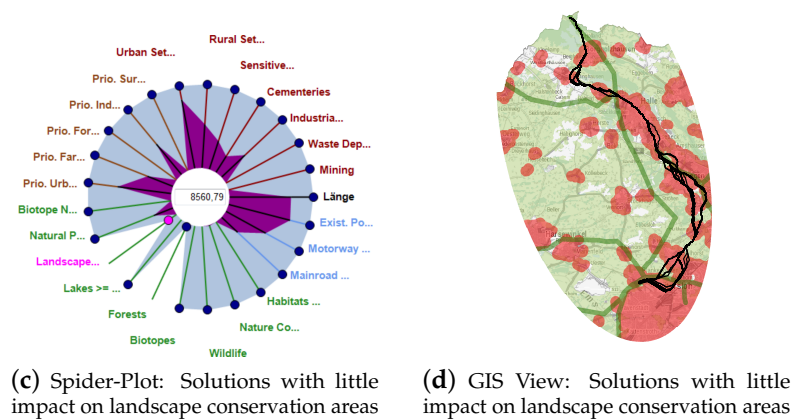 Rural Set...
Urban Set...
Sensitive...
Prio. Sur...
Cementeries
Prio. Ind...
Industria...
Prio. For...
Waste Dep...
Prio. Far...
Mining
Prio. Urb...
8560,79
Länge
Biotope N...
Exist. Po...
Natural P...
Motorway ...
Landscape...
Mainroad ...
Lakes >= ...
Habitats ...
Forests
Nature Co...
Biotopes
Wildlife
Halle
Harsewinkel
(c) Spider-Plot: Solutions with little
impact on landscape conservation areas
(d) GIS View: Solutions with little
impact on landscape conservation areas